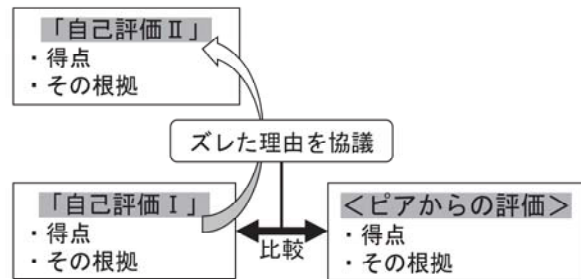 「自己評価Ⅱ」
・得点
・その根拠
ズレた理由を協議
「自己評価Ⅰ」
・得点
・その根拠
比較
＜ピアからの評価＞
・得点
・その根拠